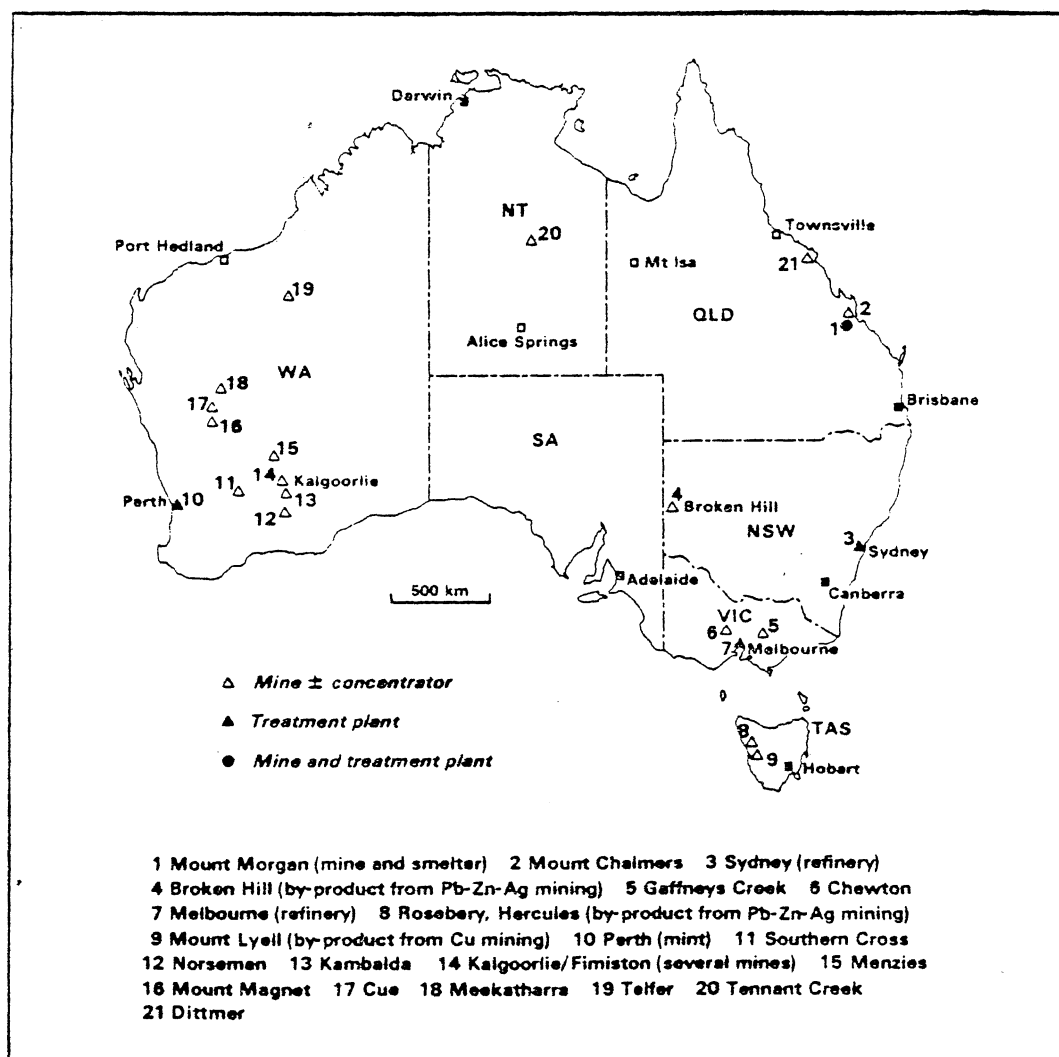 Darwin
NT
20
Port Hedland
Townsville
Mt Isa
21
19
2
QLD
1
Alice Springs
WA
18
17
16
Brisbane
SA
15
14 Kalgoorlie
11
13
Perth 10
12
4
Broken Hill
NSW
3
Sydney
Adelaide
Canberra
500 km
VIC
6
5
7 Melbourne
Mine ± concentrator
Treatment plant
TAS
8
9
Hobart
Mine and treatment plant
1 Mount Morgan (mine and smelter) 2 Mount Chalmers 3 Sydney (refinery)
4 Broken Hill (by-product from Pb-Zn-Ag mining) 5 Gaffneys Creek 6 Chewton
7 Melbourne (refinery) 8 Rosebery, Hercules (by-product from Pb-Zn-Ag mining)
9 Mount Lyell (by-product from Cu mining) 10 Perth (mint) 11 Southern Cross
12 Norseman 13 Kambalda 14 Kalgoorlie/Fimiston (several mines) 15 Menzies
16 Mount Magnet 17 Cue 18 Meekatharra 19 Telfer 20 Tennant Creek
21 Dittmer